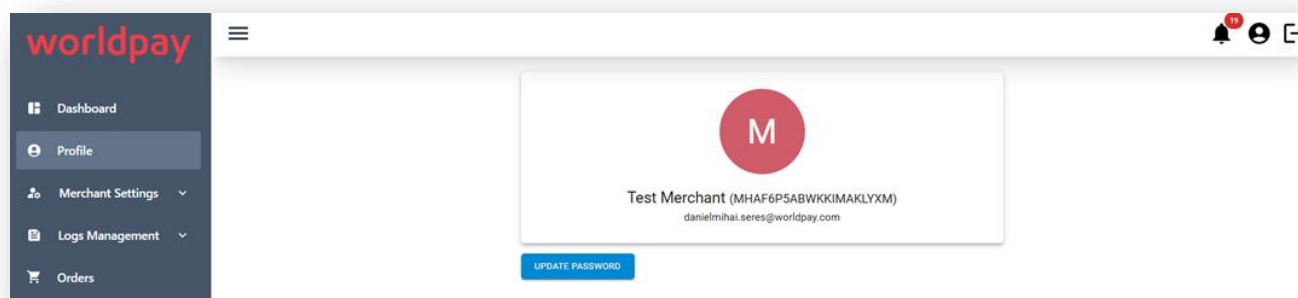 worldpay
19
Dashboard
Profile
Merchant Settings
Logs Management
Orders
M
Test Merchant (MHAF6P5ABWKKIMAKLYXM)
danielmihai.seres@worldpay.com
UPDATE PASSWORD